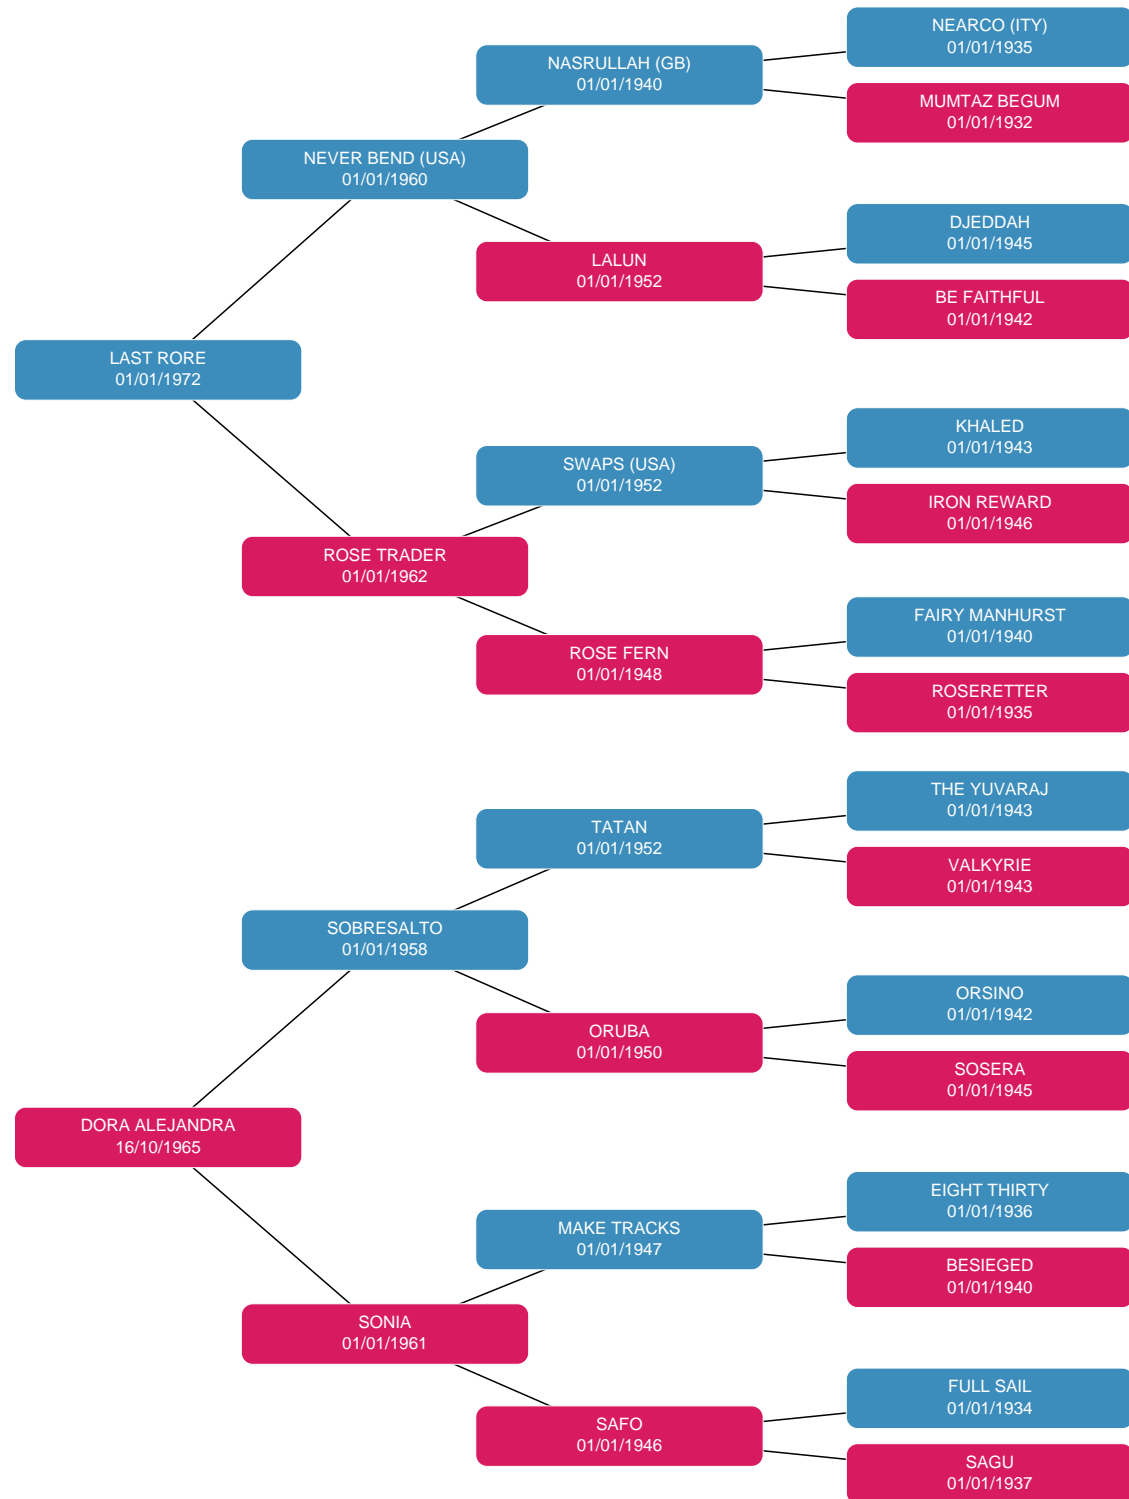 NEARCO (ITY)
01/01/1935
NASRULLAH (GB)
01/01/1940
MUMTAZ BEGUM
01/01/1932
NEVER BEND (USA)
01/01/1960
DJEDDAH
01/01/1945
LALUN
01/01/1952
BE FAITHFUL
01/01/1942
LAST RORE
01/01/1972
KHALED
01/01/1943
SWAPS (USA)
01/01/1952
IRON REWARD
01/01/1946
ROSE TRADER
01/01/1962
FAIRY MANHURST
01/01/1940
ROSE FERN
01/01/1948
ROSERETTER
01/01/1935
THE YUVARAJ
01/01/1943
TATAN
01/01/1952
VALKYRIE
01/01/1943
SOBRESALTO
01/01/1958
ORSINO
01/01/1942
ORUBA
01/01/1950
SOSERA
01/01/1945
DORA ALEJANDRA
16/10/1965
EIGHT THIRTY
01/01/1936
MAKE TRACKS
01/01/1947
BESIEGED
01/01/1940
SONIA
01/01/1961
FULL SAIL
01/01/1934
SAFO
01/01/1946
SAGU
01/01/1937